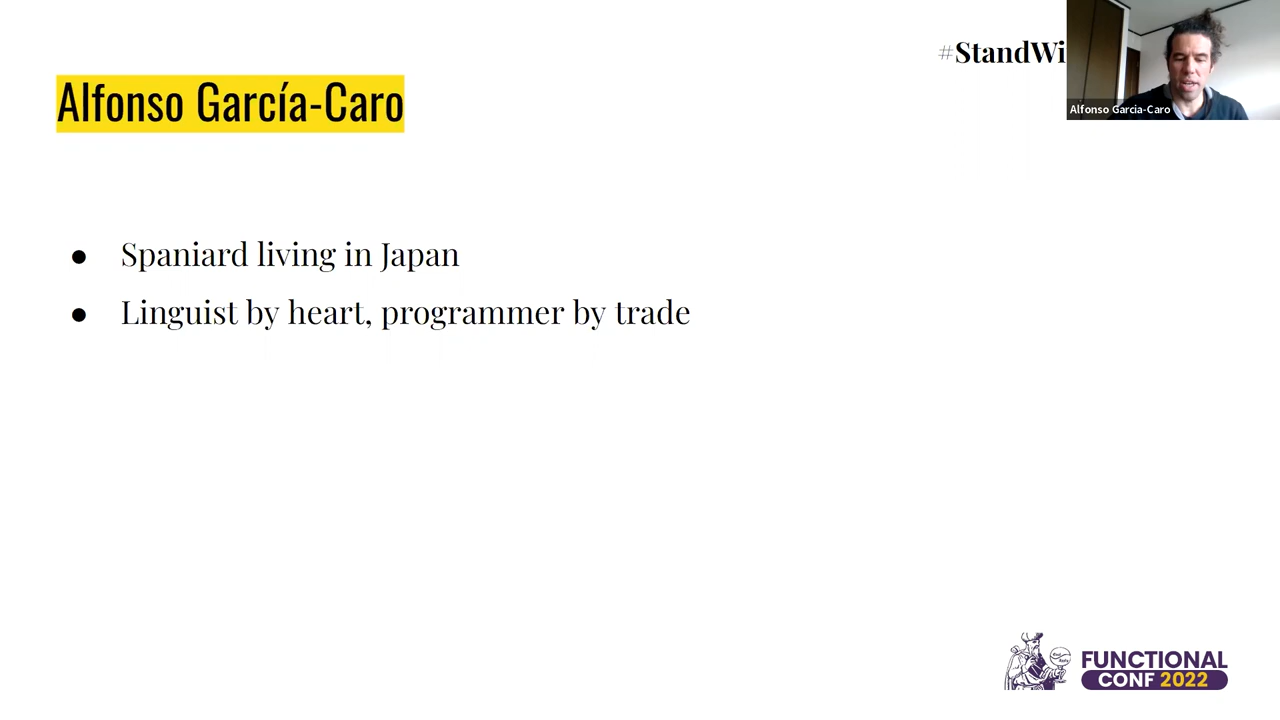 #StandWi
Alfonso García-Caro
Alfonso Garcia-Caro
● Spaniard living in Japan
● Linguist by heart, programmer by trade
FUNCTIONAL
CONF 2022